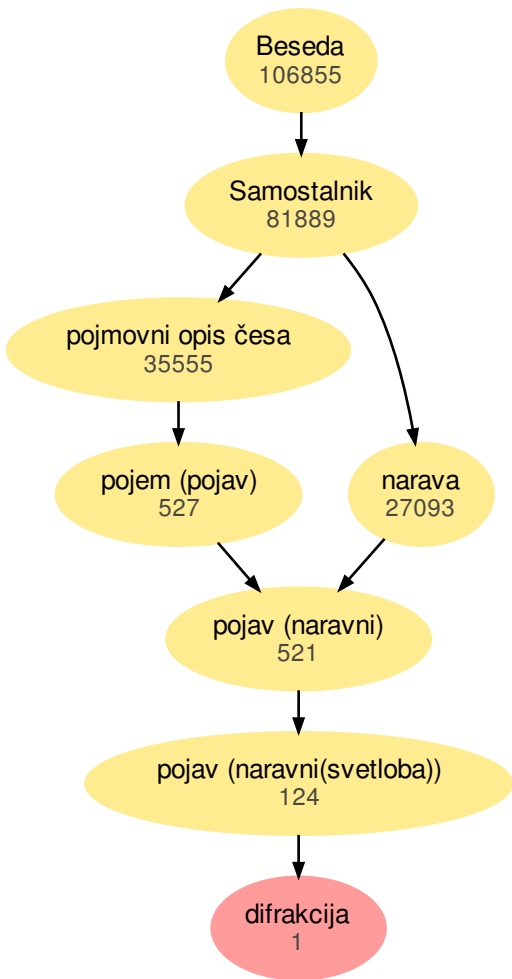 Beseda
106855
Samostalnik
81889
pojmovni opis česa
35555
pojem (pojav)
527
narava
27093
pojav (naravni)
521
pojav (naravni(svetloba))
124
difrakcija
1